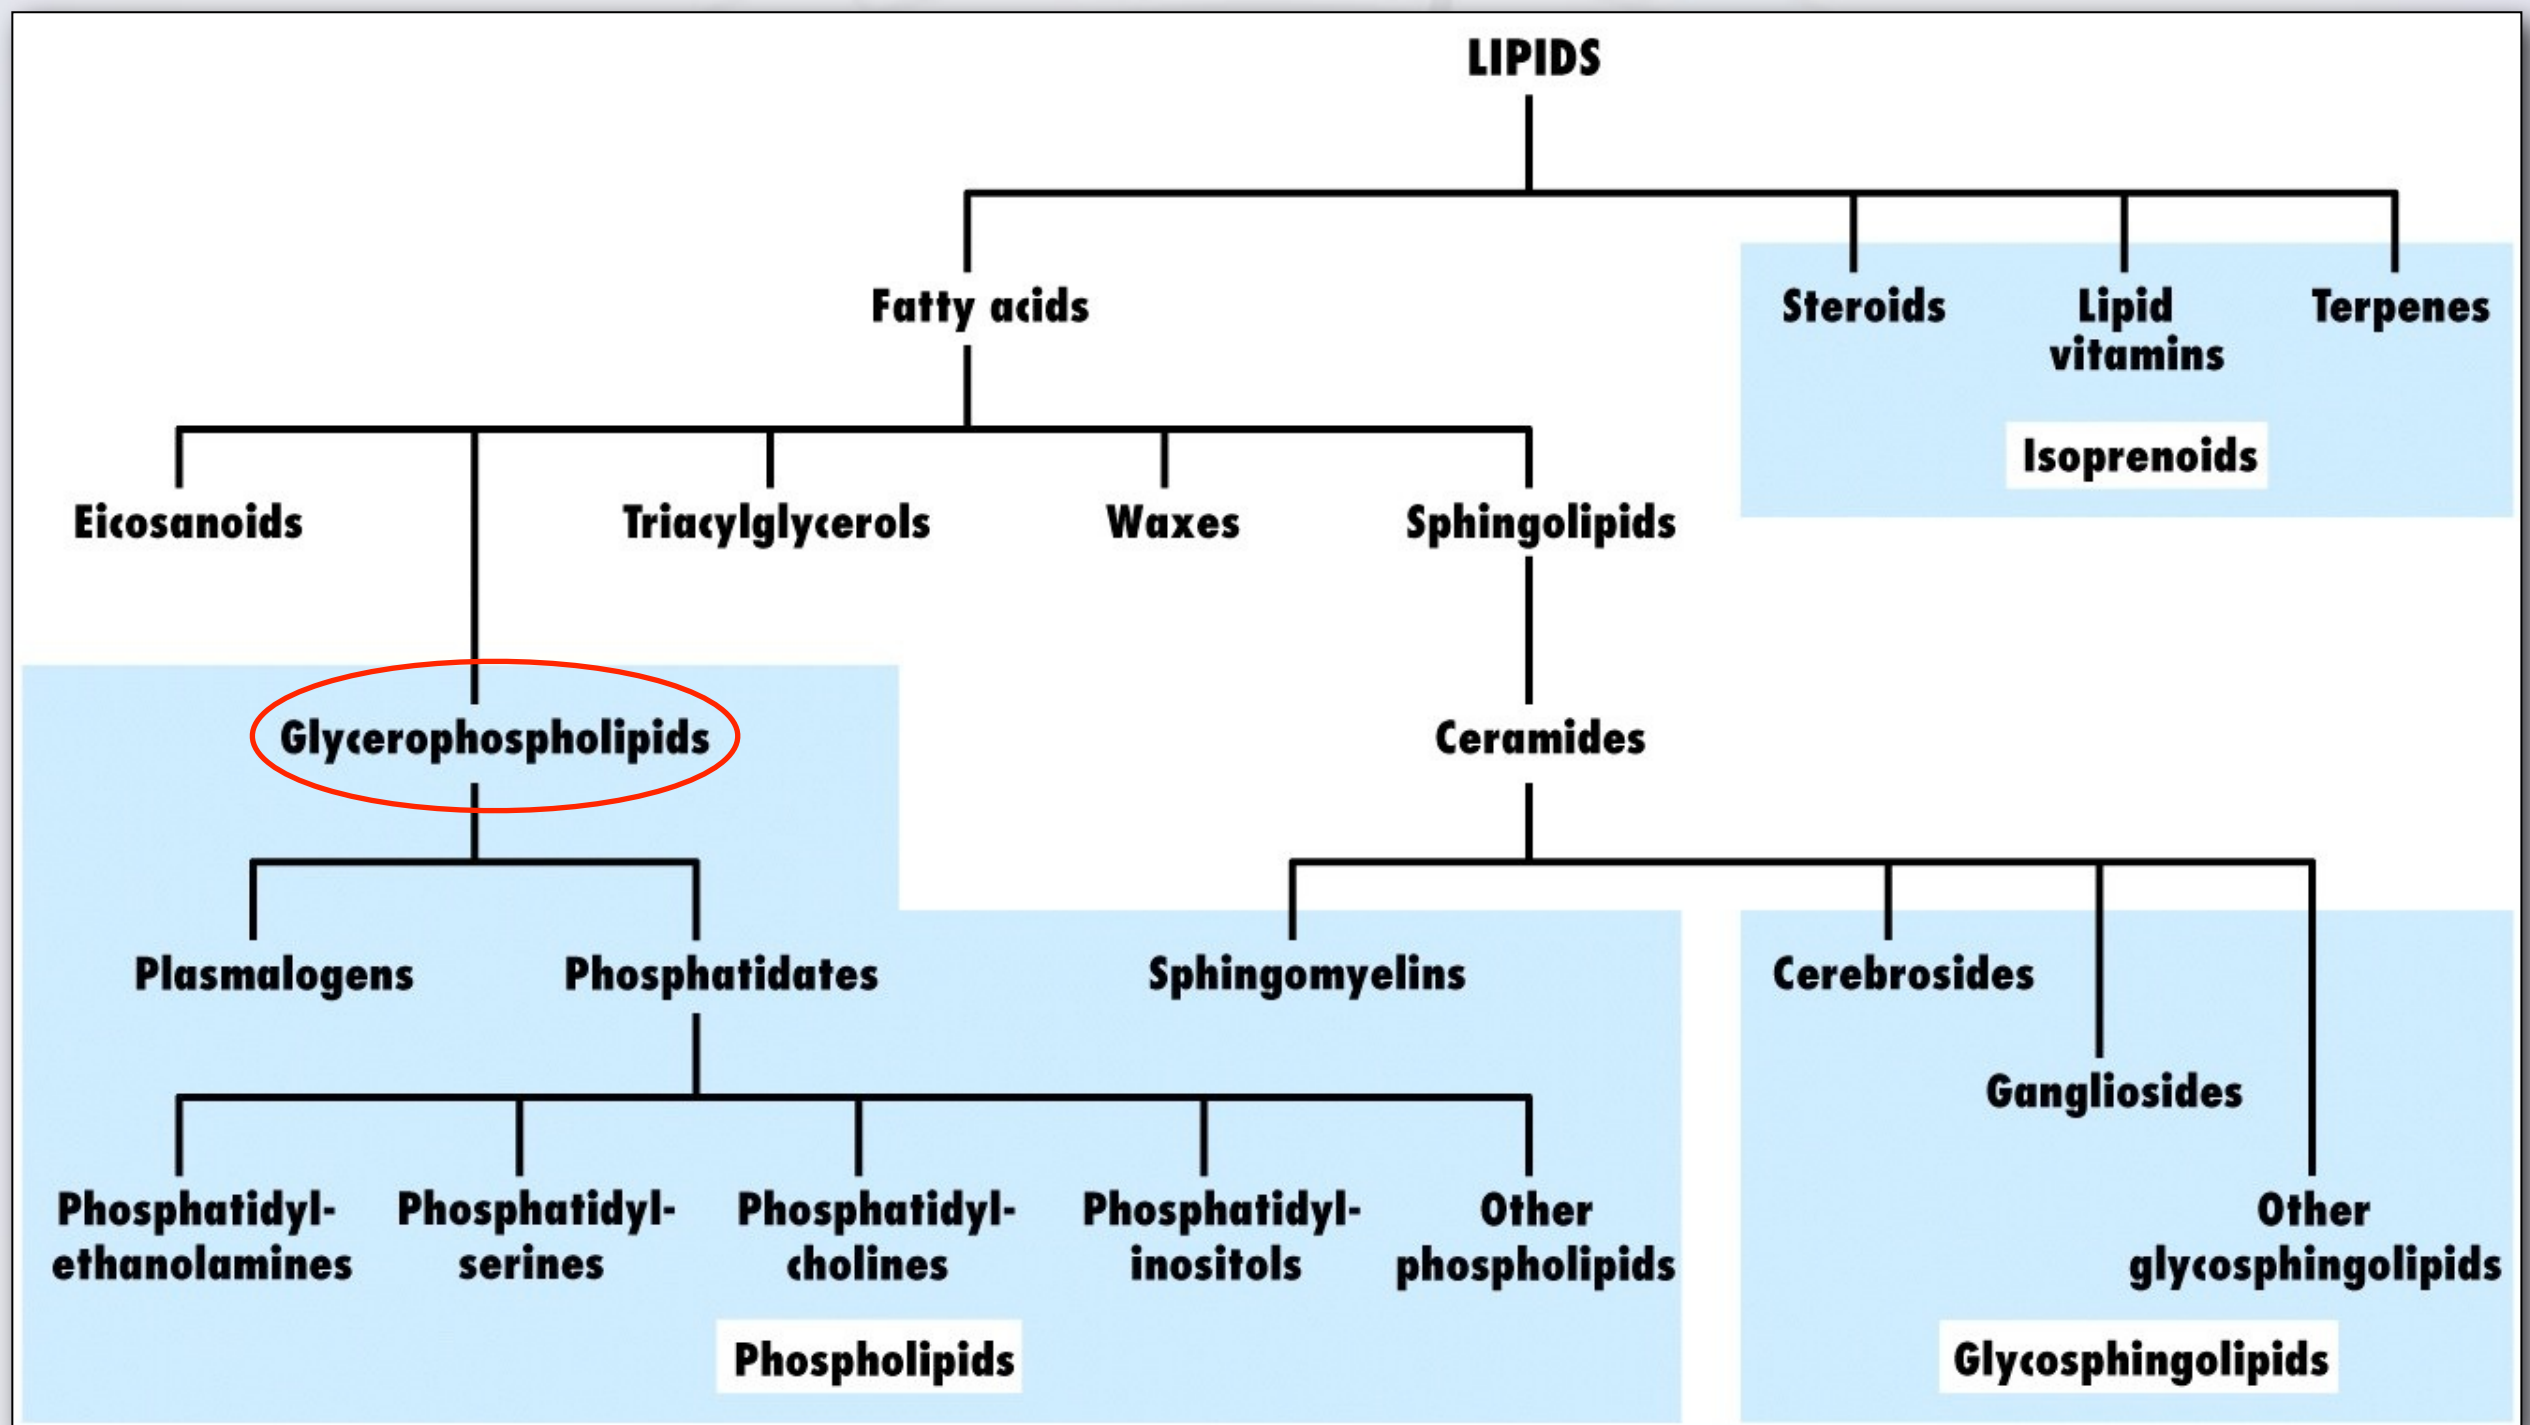 LIPIDS
Fatty acids
Steroids
Lipid
vitamins
Terpenes
Isoprenoids
Eicosanoids
Triacylglycerols
Waxes
Sphingolipids
Glycerophospholipids
Ceramides
Plasmalogens
Phosphatidates
Sphingomyelins
Cerebrosides
Gangliosides
Phosphatidyl-
ethanolamines
Phosphatidyl-
serines
Phosphatidyl-
cholines
Phosphatidyl-
inositols
Other
phospholipids
Other
glycosphingolipids
Phospholipids
Glycosphingolipids